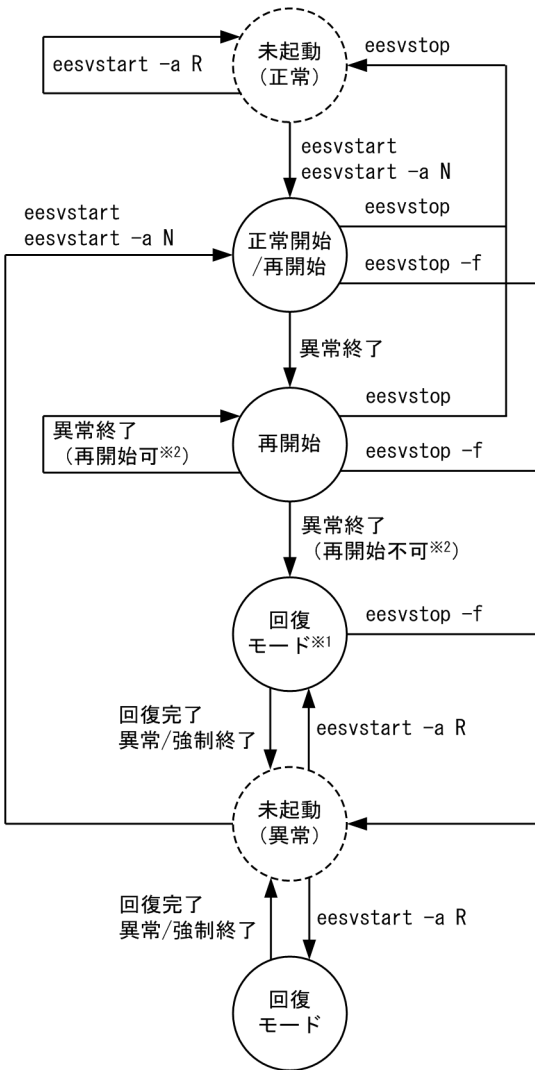 未起動
(正常)
eesvstop
eesvstart -a R
eesvstart
eesvstart -a N
eesvstart
eesvstart -a N
正常開始
/再開始
eesvstop
eesvstop -f
異常終了
異常終了
(再開始可※2)
再開始
eesvstop
eesvstop -f
異常終了
(再開始不可※2)
回復
モード※1
eesvstop -f
回復完了
異常/強制終了
eesvstart -a R
未起動
(異常)
回復完了
異常/強制終了
eesvstart -a R
回復
モード